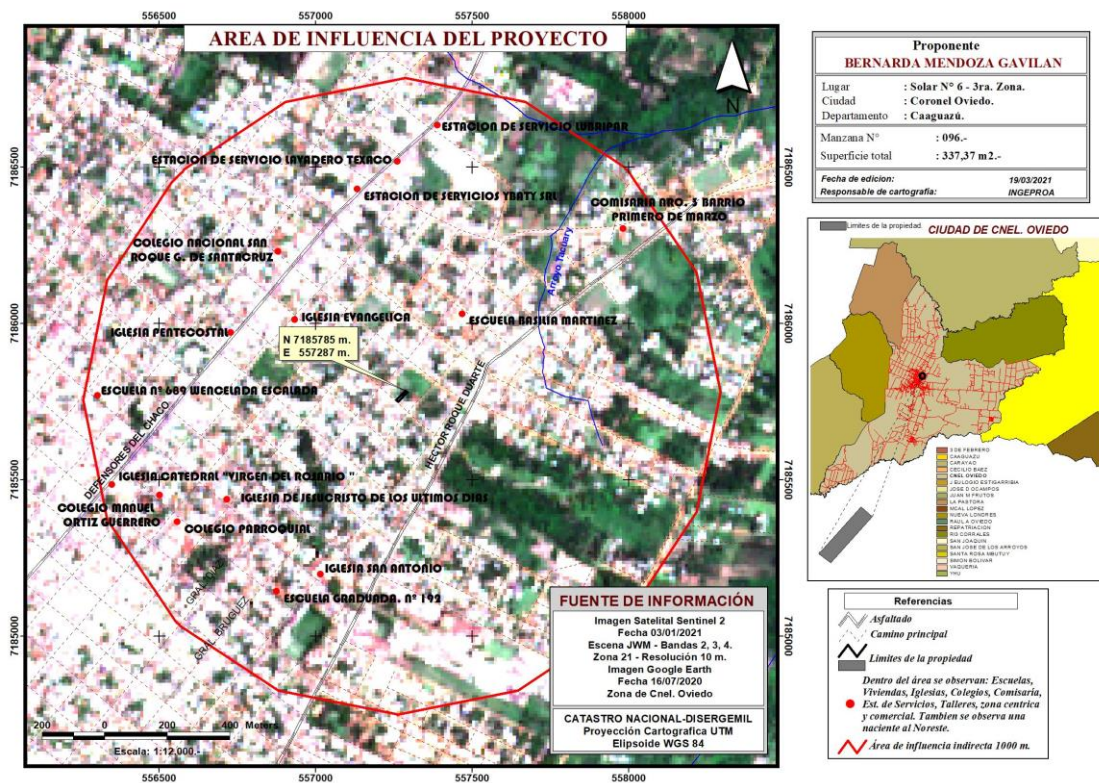 556500 557000 557500 558000
AREA DE INFLUENCIA DEL PROYECTO
N
ESTACION DE SERVICIO LUBRIPAR
ESTACION DE SERVICIO LAVADERO TEXACO
ESTACION DE SERVICIOS YBATY SRL
COMISARIA NRO. 3 BARRIO
PRIMERO DE MARZO
COLEGIO NACIONAL SAN
ROQUE G. DE SANTACRUZ
Arroyo Tacuary
IGLESIA EVANGELICA
ESCUELA BASILIA MARTINEZ
IGLESIA PENTECOSTAL
N 7185785 m.
E 557287 m.
HECTOR ROQUE DUARTE
ESCUELA Nº 689 WENCELADA ESCALADA
DEFENSORES DEL CHACO
IGLESIA CATEDRAL "VIRGEN DEL ROSARIO "
IGLESIA DE JESUCRISTO DE LOS ULTIMOS DIAS
COLEGIO MANUEL
ORTIZ GUERRERO
COLEGIO PARROQUIAL
IGLESIA SAN ANTONIO
ESCUELA GRADUADA. Nº 192
GRAL. DIAZ
GRAL. BRUGUEZ
7186500
7186000
7185500
7185000
7186500
7186000
7185500
7185000
200 0 200 400 Meters
Escala: 1:12,000.-
FUENTE DE INFORMACIÓN
Imagen Satelital Sentinel 2
Fecha 03/01/2021
Escena JWM - Bandas 2, 3, 4.
Zona 21 - Resolución 10 m.
Imagen Google Earth
Fecha 16/07/2020
Zona de Cnel. Oviedo
CATASTRO NACIONAL-DISERGEMIL
Proyección Cartografica UTM
Elipsoide WGS 84
556500 557000 557500 558000
Proponente
BERNARDA MENDOZA GAVILAN
Lugar : Solar N° 6 - 3ra. Zona.
Ciudad : Coronel Oviedo.
Departamento : Caaguazú.
Manzana N° : 096.-
Superficie total : 337,37 m2.-
Fecha de edicion: 19/03/2021
Responsable de cartografía: INGEPROA
Limites de la propiedad.
CIUDAD DE CNEL. OVIEDO
3 DE FEBRERO
CAAGUAZU
CARAYAO
CECILIO BAEZ
CNEL OVIEDO
J EULOGIO ESTIGARRIBIA
JOSE D OCAMPOS
JUAN M FRUTOS
LA PASTORA
MCAL LOPEZ
NUEVA LONDRES
RAUL A OVIEDO
REPATRIACION
RIO CORRALES
SAN JOAQUIN
SAN JOSE DE LOS ARROYOS
SANTA ROSA MBUTUY
SIMON BOLIVAR
VAQUERIA
YHU
Referencias
Asfaltado
Camino principal
Limites de la propiedad
Dentro del área se observan: Escuelas,
Viviendas, Iglesias, Colegios, Comisaría,
Est. de Servicios, Talleres, zona centrica
y comercial. Tambien se observa una
naciente al Noreste.
Área de influencia indirecta 1000 m.